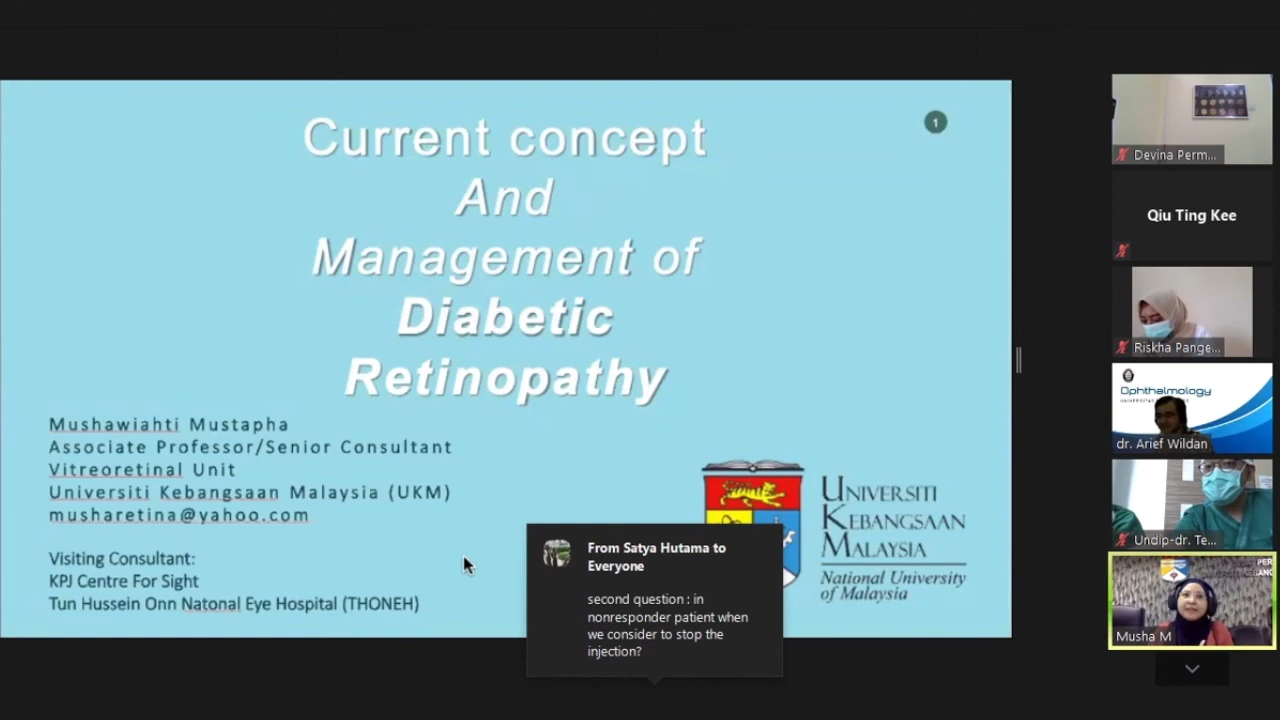 Current concept
And
Management of
Diabetic
Retinopathy
1
Mushawiahti Mustapha
Associate Professor/Senior Consultant
Vitreoretinal Unit
Universiti Kebangsaan Malaysia (UKM)
musharetina@yahoo.com
Visiting Consultant:
KPJ Centre For Sight
Tun Hussein Onn Natonal Eye Hospital (THONEH)
UNIVERSITI
KEBANGSAAN
MALAYSIA
National University
of Malaysia
From Satya Hutama to
Everyone
second question : in
nonresponder patient when
we consider to stop the
injection?
Devina Perm...
Qiu Ting Kee
Riskha Pange...
Ophthalmology
dr. Arief Wildan
Undip-dr. Te...
Musha M